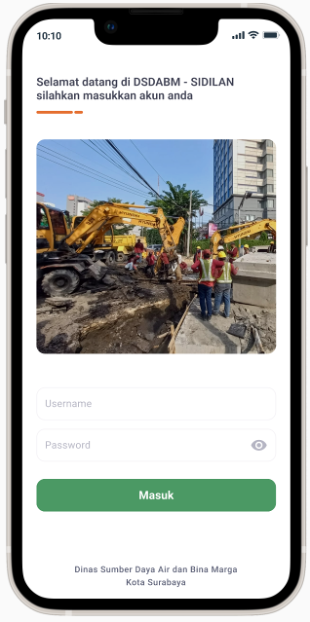 10:10
Selamat datang di DSDABM - SIDILAN
silahkan masukkan akun anda
Username
Password
Masuk
Dinas Sumber Daya Air dan Bina Marga
Kota Surabaya